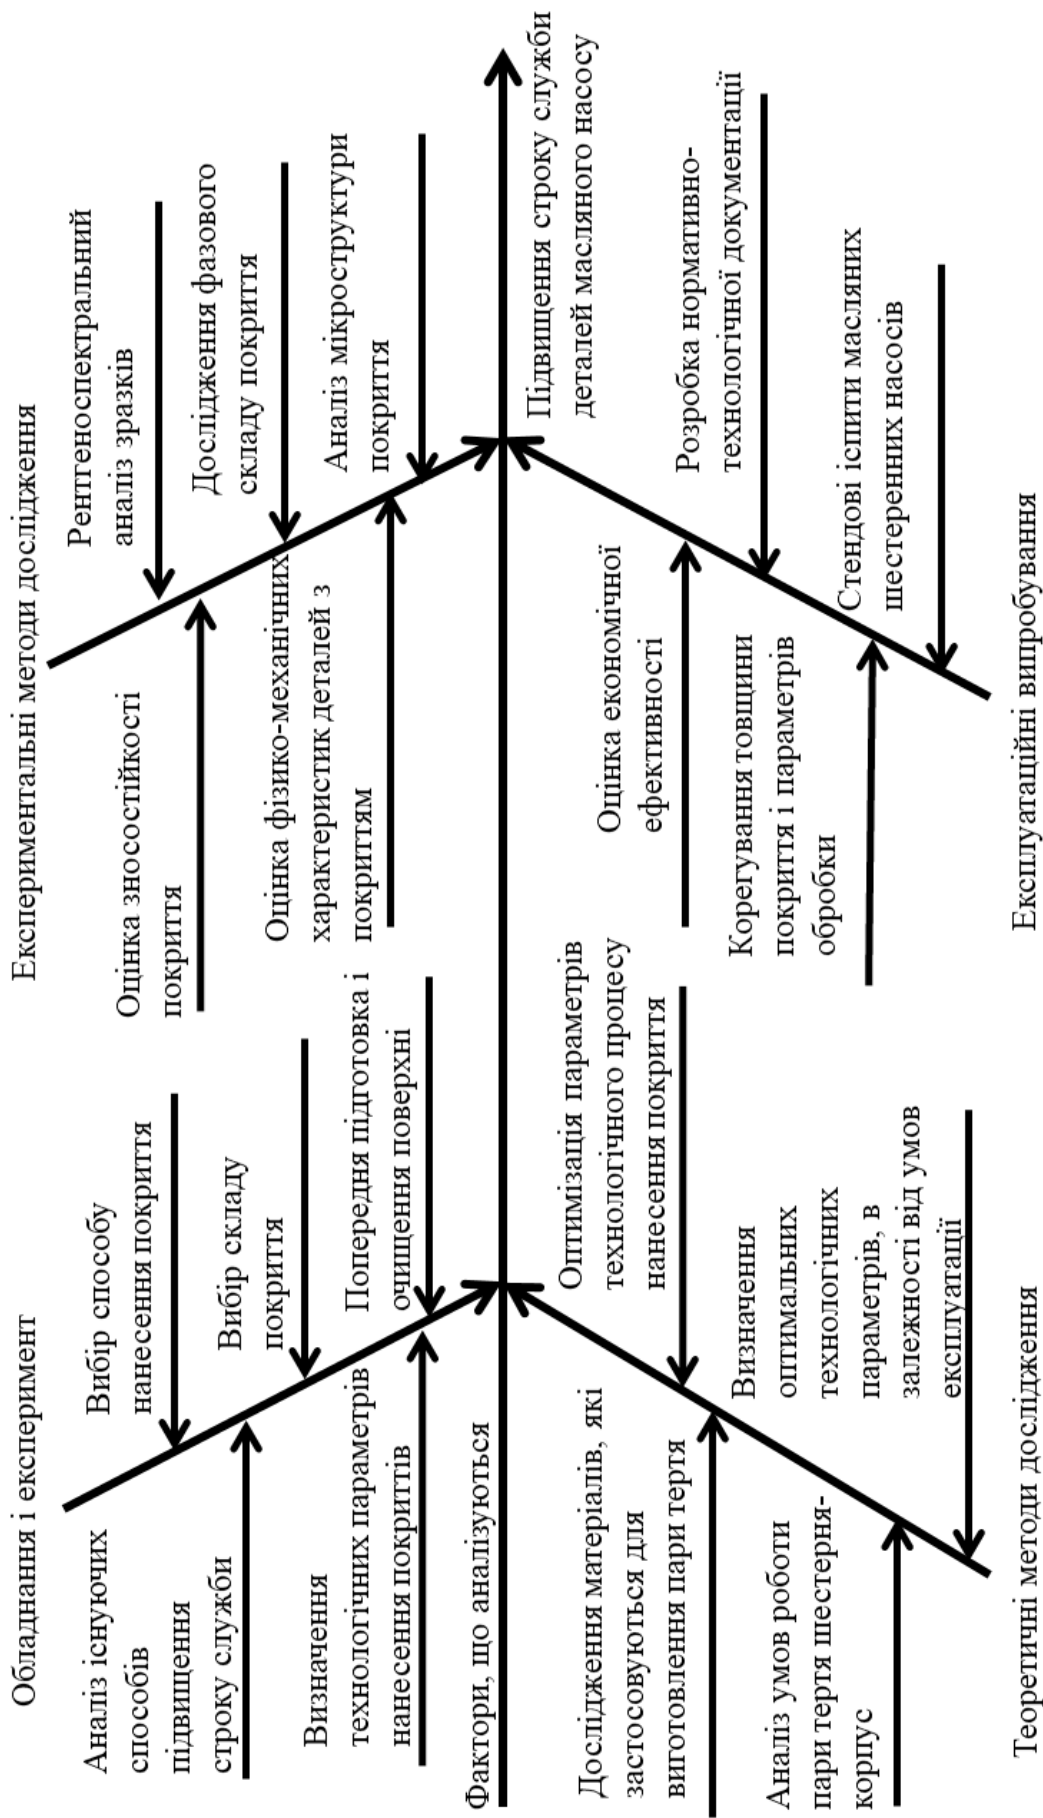 Обладнання і експеримент
Аналіз існуючих
способів
підвищення
строку служби
Вибір способу
нанесення покриття
Вибір складу
покриття
Визначення
технологічних параметрів
нанесення покриттів
Попередня підготовка і
очищення поверхні
Експериментальні методи дослідження
Оцінка зносостійкості
покриття
Рентгеноспектральний
аналіз зразків
Дослідження фазового
складу покриття
Оцінка фізико-механічних
характеристик деталей з
покриттям
Аналіз мікроструктури
покриття
Фактори, що аналізуються
Підвищення строку служби
деталей масляного насосу
Дослідження матеріалів, які
застосовуються для
виготовлення пари тертя
Оптимізація параметрів
технологічного процесу
нанесення покриття
Аналіз умов роботи
пари тертя шестерня-
корпус
Визначення
оптимальних
технологічних
параметрів, в
залежності від умов
експлуатації
Теоретичні методи дослідження
Оцінка економічної
ефективності
Розробка нормативно-
технологічної документації
Корегування товщини
покриття і параметрів
обробки
Стендові іспити масляних
шестеренних насосів
Експлуатаційні випробування